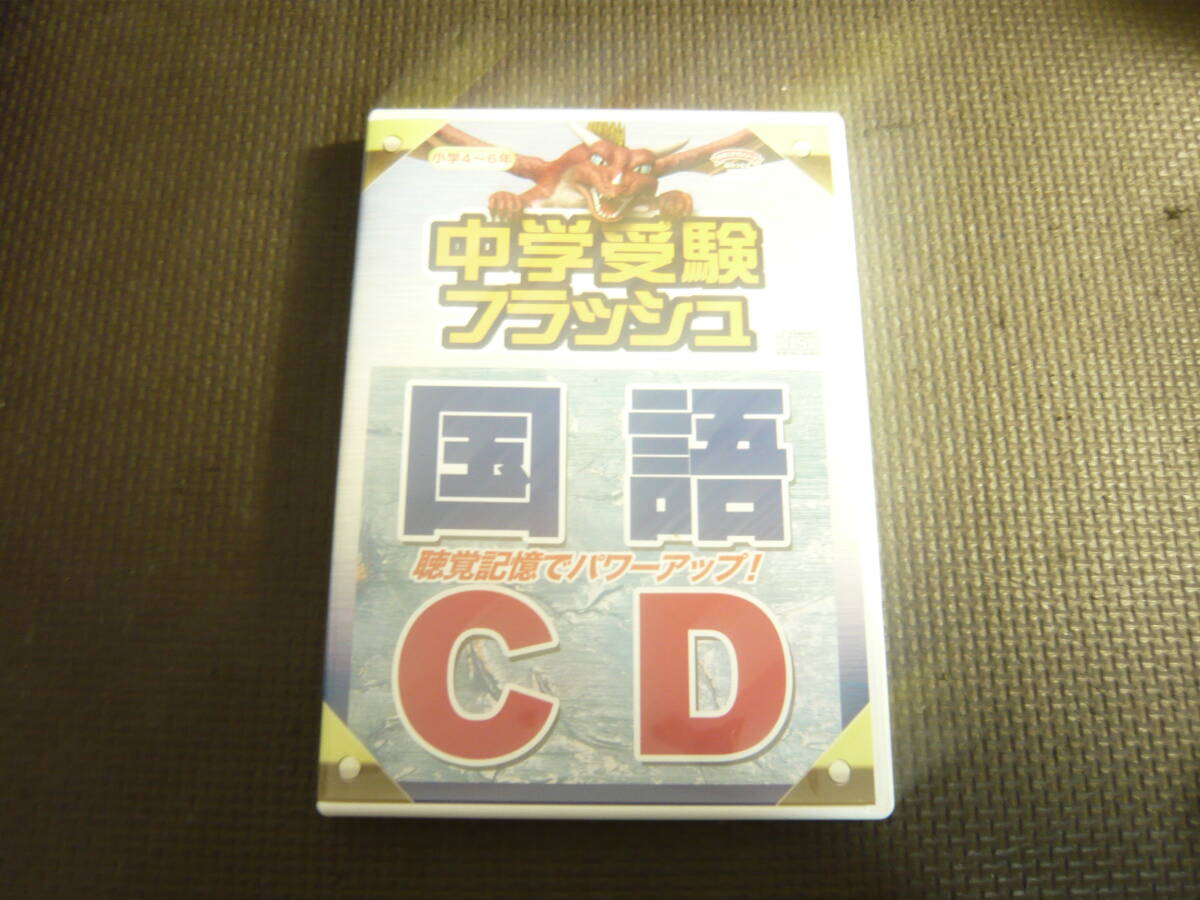 小学4〜6年
中学受験
フラッシュ
国語
聴覚記憶でパワーアップ!
CD